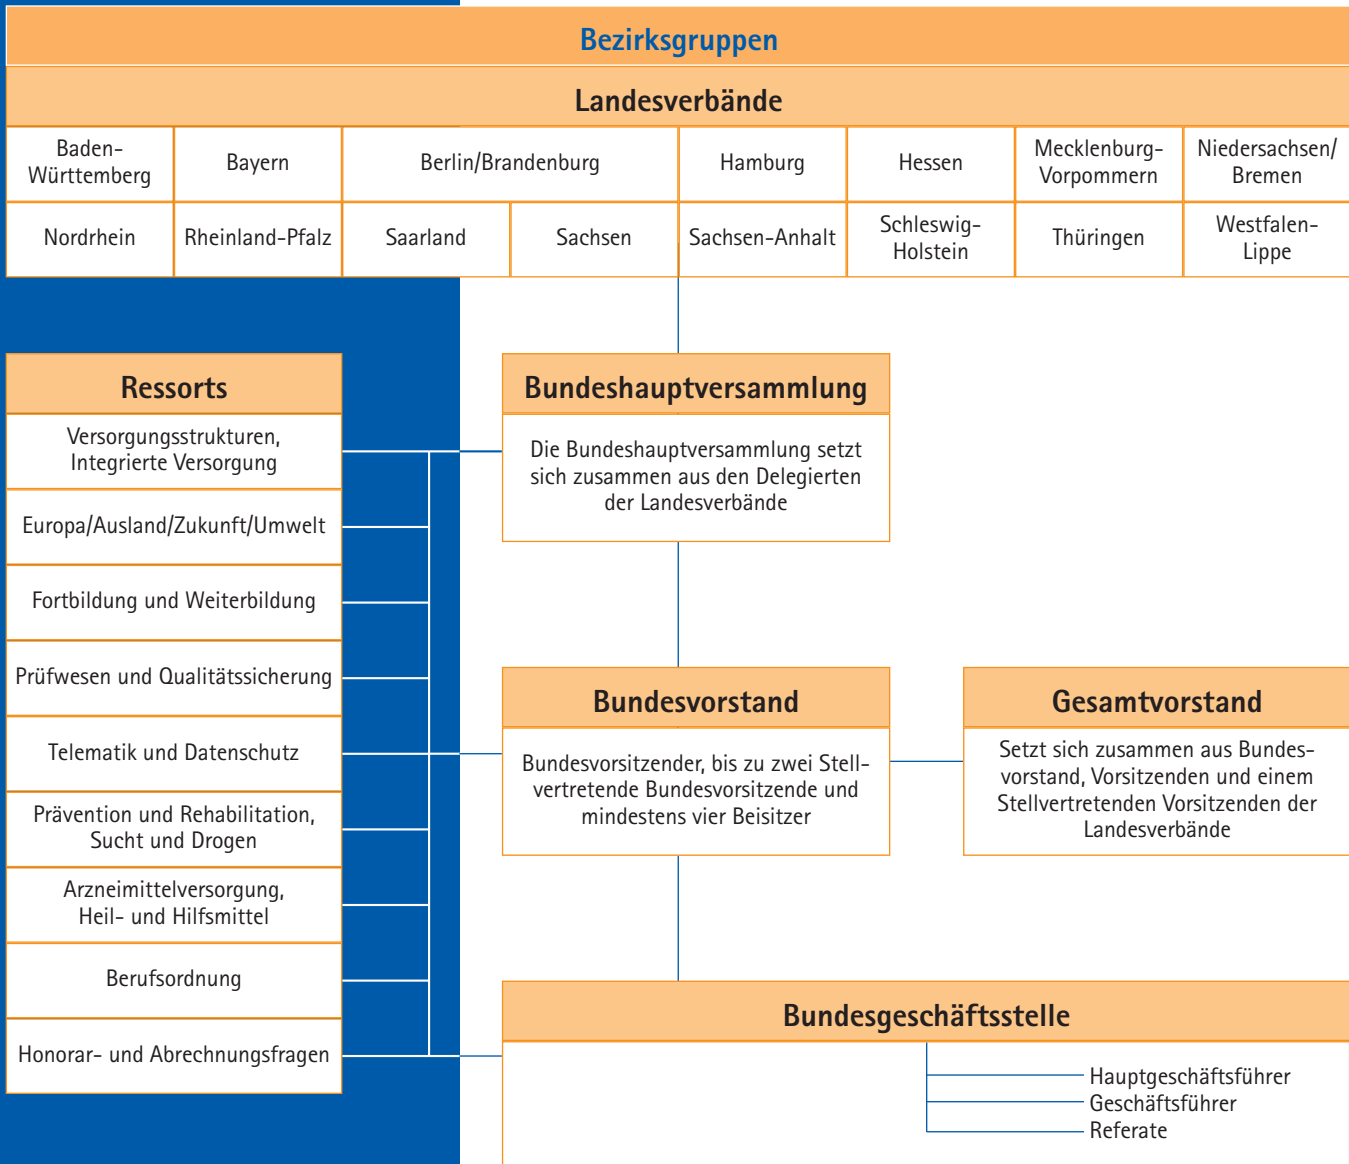 Bezirksgruppen
Landesverbände
Baden-
Württemberg
Bayern
Berlin/Brandenburg
Hamburg
Hessen
Mecklenburg-
Vorpommern
Niedersachsen/
Bremen
Nordrhein
Rheinland-Pfalz
Saarland
Sachsen
Sachsen-Anhalt
Schleswig-
Holstein
Thüringen
Westfalen-
Lippe
Ressorts
Versorgungsstrukturen,
Integrierte Versorgung
Europa/Ausland/Zukunft/Umwelt
Fortbildung und Weiterbildung
Prüfwesen und Qualitätssicherung
Telematik und Datenschutz
Prävention und Rehabilitation,
Sucht und Drogen
Arzneimittelversorgung,
Heil- und Hilfsmittel
Berufsordnung
Honorar- und Abrechnungsfragen
Bundeshauptversammlung
Die Bundeshauptversammlung setzt
sich zusammen aus den Delegierten
der Landesverbände
Bundesvorstand
Bundesvorsitzender, bis zu zwei Stell-
vertretende Bundesvorsitzende und
mindestens vier Beisitzer
Gesamtvorstand
Setzt sich zusammen aus Bundes-
vorstand, Vorsitzenden und einem
Stellvertretenden Vorsitzenden der
Landesverbände
Bundesgeschäftsstelle
Hauptgeschäftsführer
Geschäftsführer
Referate